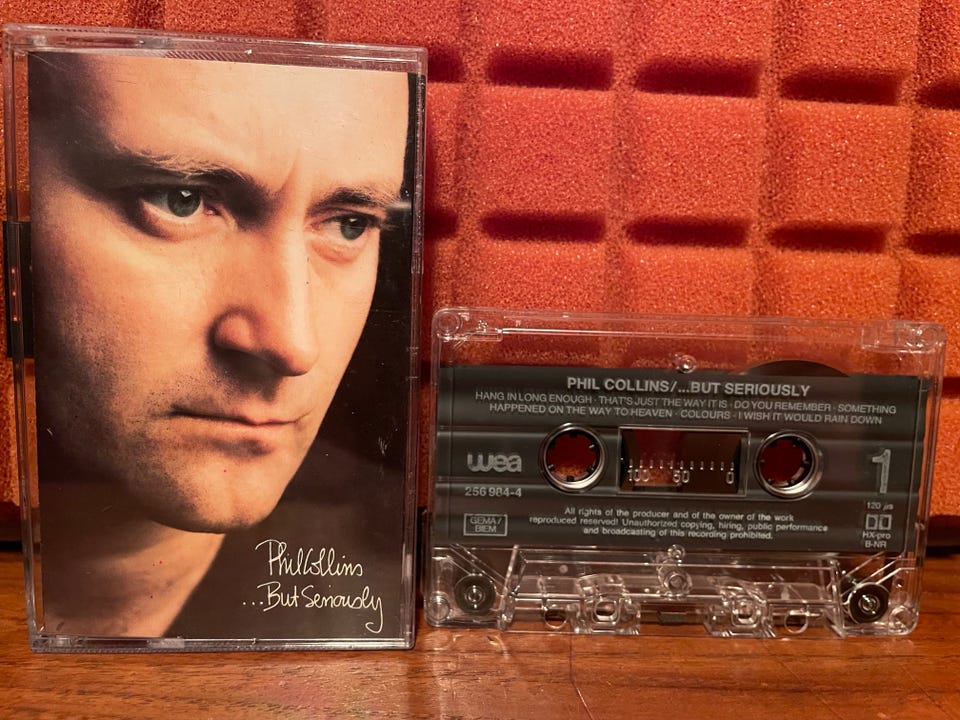 Phil Collins
...But Seriously
PHIL COLLINS/...BUT SERIOUSLY
HANG IN LONG ENOUGH · THAT'S JUST THE WAY IT IS · DO YOU REMEMBER · SOMETHING
HAPPENED ON THE WAY TO HEAVEN · COLOURS · I WISH IT WOULD RAIN DOWN
wea
100 50 0
1
256 984-4
120 µs
GEMA/
BIEM
All rights of the producer and of the owner of the work
reproduced reserved! Unauthorized copying, hiring, public performance
and broadcasting of this recording prohibited.
HX-pro
B-NR